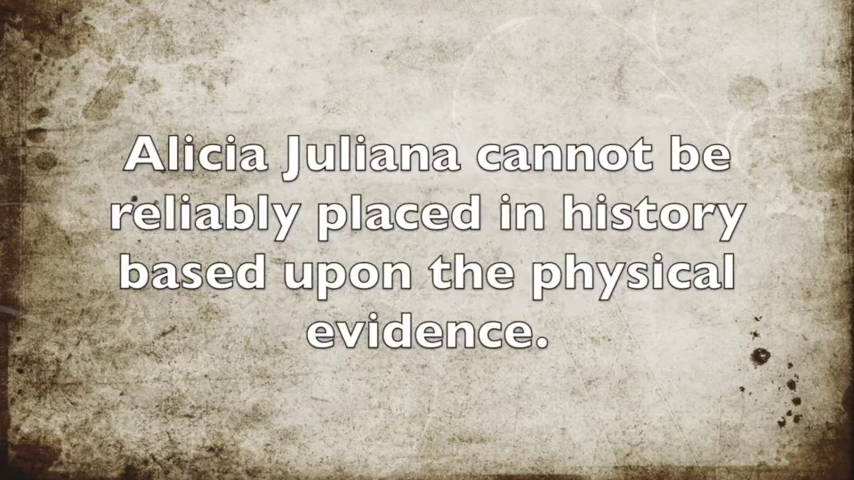 Alicia Juliana cannot be
reliably placed in history
based upon the physical
evidence.